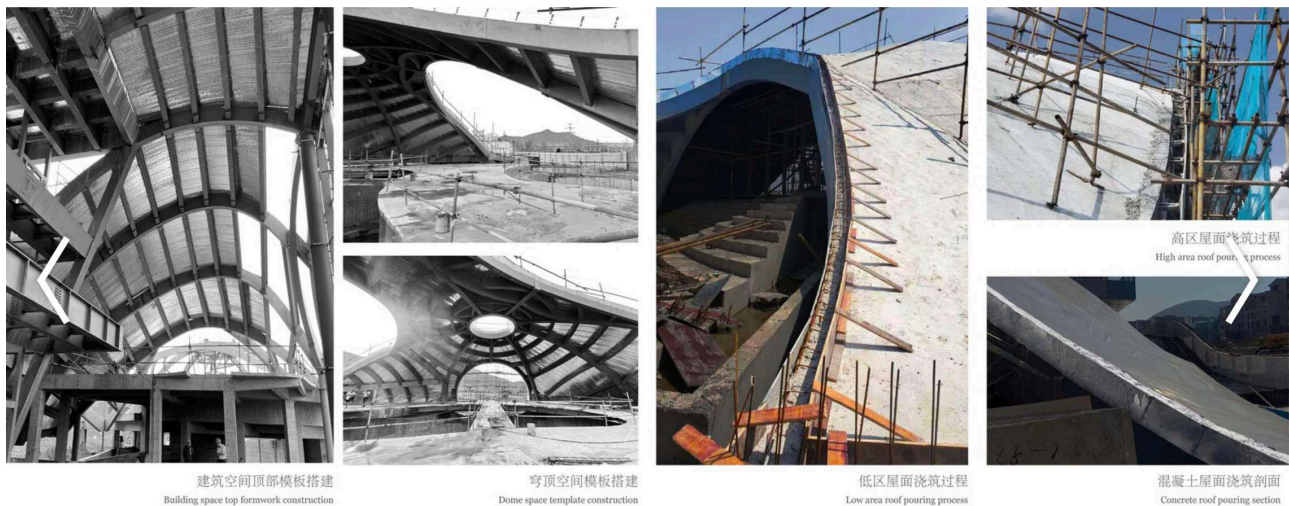 建筑空间顶部模板搭建
Building space top formwork construction
穹顶空间模板搭建
Dome space template construction
低区屋面浇筑过程
Low area roof pouring process
高区屋面浇筑过程
High area roof pouring process
混凝土屋面浇筑剖面
Concrete roof pouring section